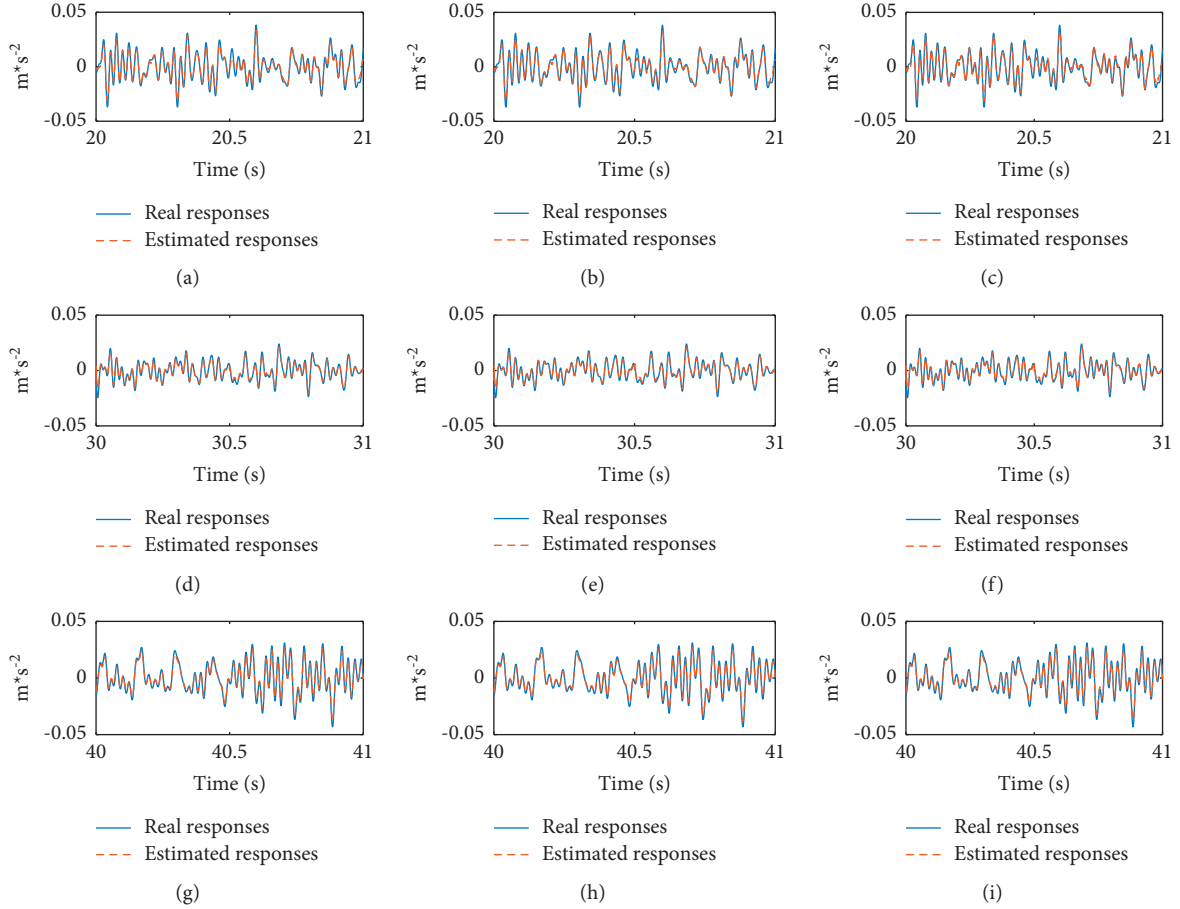 0.05
0
-0.05
m*s-2
20
20.5
21
Time (s)
Real responses
Estimated responses
(a)
0.05
0
-0.05
m*s-2
20
20.5
21
Time (s)
Real responses
Estimated responses
(b)
0.05
0
-0.05
m*s-2
20
20.5
21
Time (s)
Real responses
Estimated responses
(c)
0.05
0
-0.05
m*s-2
30
30.5
31
Time (s)
Real responses
Estimated responses
(d)
0.05
0
-0.05
m*s-2
30
30.5
31
Time (s)
Real responses
Estimated responses
(e)
0.05
0
-0.05
m*s-2
30
30.5
31
Time (s)
Real responses
Estimated responses
(f)
0.05
0
-0.05
m*s-2
40
40.5
41
Time (s)
Real responses
Estimated responses
(g)
0.05
0
-0.05
m*s-2
40
40.5
41
Time (s)
Real responses
Estimated responses
(h)
0.05
0
-0.05
m*s-2
40
40.5
41
Time (s)
Real responses
Estimated responses
(i)